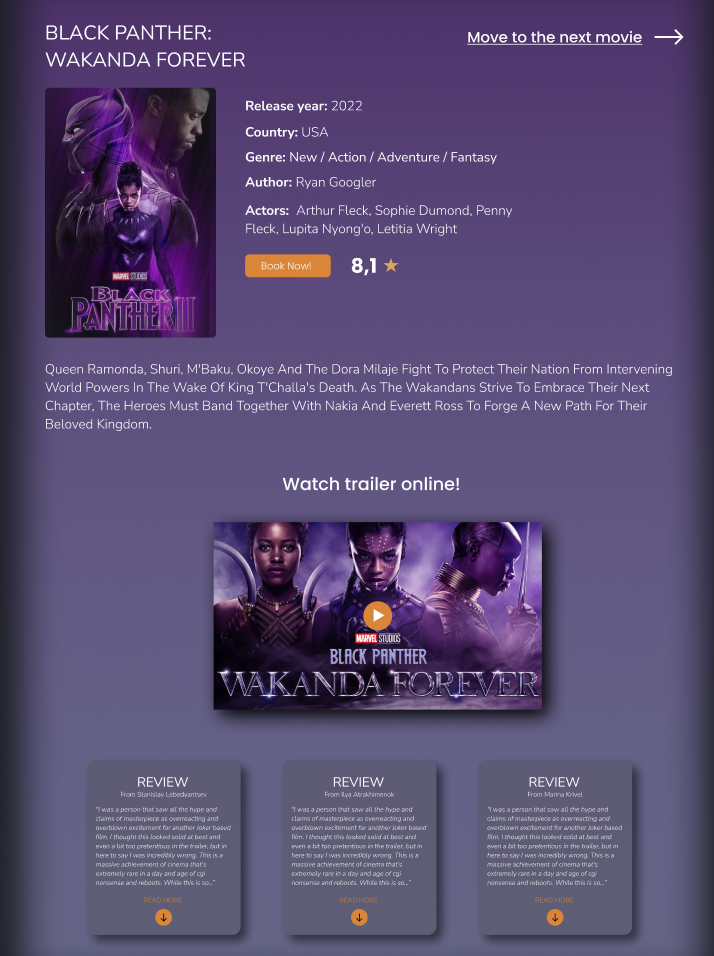 BLACK PANTHER:
WAKANDA FOREVER
Move to the next movie
Release year: 2022
Country: USA
Genre: New / Action / Adventure / Fantasy
Author: Ryan Googler
Actors: Arthur Fleck, Sophie Dumond, Penny
Fleck, Lupita Nyong'o, Letitia Wright
Book Now!
8,1
MARVEL STUDIOS
BLACK
PANTHER II
Queen Ramonda, Shuri, M'Baku, Okoye And The Dora Milaje Fight To Protect Their Nation From Intervening
World Powers In The Wake Of King T'Challa's Death. As The Wakandans Strive To Embrace Their Next
Chapter, The Heroes Must Band Together With Nakia And Everett Ross To Forge A New Path For Their
Beloved Kingdom.
Watch trailer online!
MARVEL STUDIOS
BLACK PANTHER
WAKANDA FOREVER
REVIEW
From Stanislav Lebedyantsev
"I was a person that saw all the hype and
claims of masterpiece as overreacting and
overblown excitement for another Joker based
film. I thought this looked solid at best and
even a bit too pretentious in the trailer, but in
here to say I was incredibly wrong. This is a
massive achievement of cinema that's
extremely rare in a day and age of cgi
nonsense and reboots. While this is so..."
READ MORE
REVIEW
From Ilya Atrakhimenok
"I was a person that saw all the hype and
claims of masterpiece as overreacting and
overblown excitement for another Joker based
film. I thought this looked solid at best and
even a bit too pretentious in the trailer, but in
here to say I was incredibly wrong. This is a
massive achievement of cinema that's
extremely rare in a day and age of cgi
nonsense and reboots. While this is so..."
READ MORE
REVIEW
From Marina Krivel
"I was a person that saw all the hype and
claims of masterpiece as overreacting and
overblown excitement for another Joker based
film. I thought this looked solid at best and
even a bit too pretentious in the trailer, but in
here to say I was incredibly wrong. This is a
massive achievement of cinema that's
extremely rare in a day and age of cgi
nonsense and reboots. While this is so..."
READ MORE